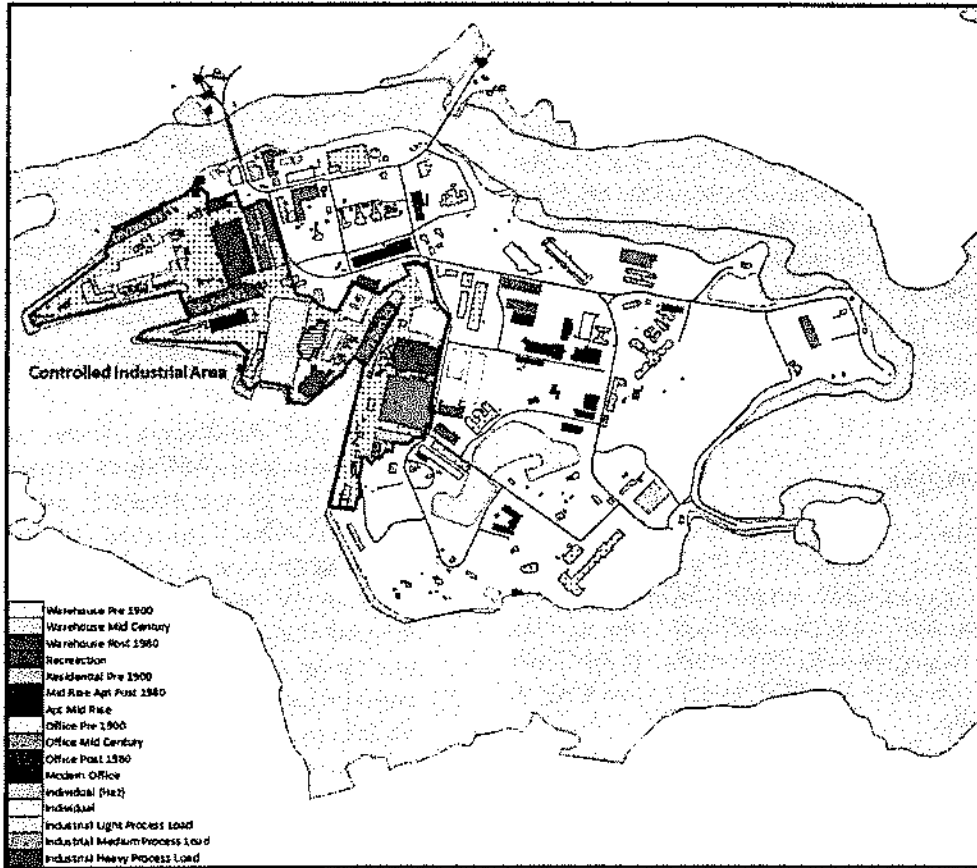 Controlled Industrial Area
Warehouse Pre 1900
Warehouse Mid Century
Warehouse Post 1980
Recreation
Residential Pre 1900
Mid Rise Apt Post 1980
Apt Mid Rise
Office Pre 1900
Office Mid Century
Office Post 1980
Modern Office
Individual (Haz)
Individual
Industrial Light Process Load
Industrial Medium Process Load
Industrial Heavy Process Load